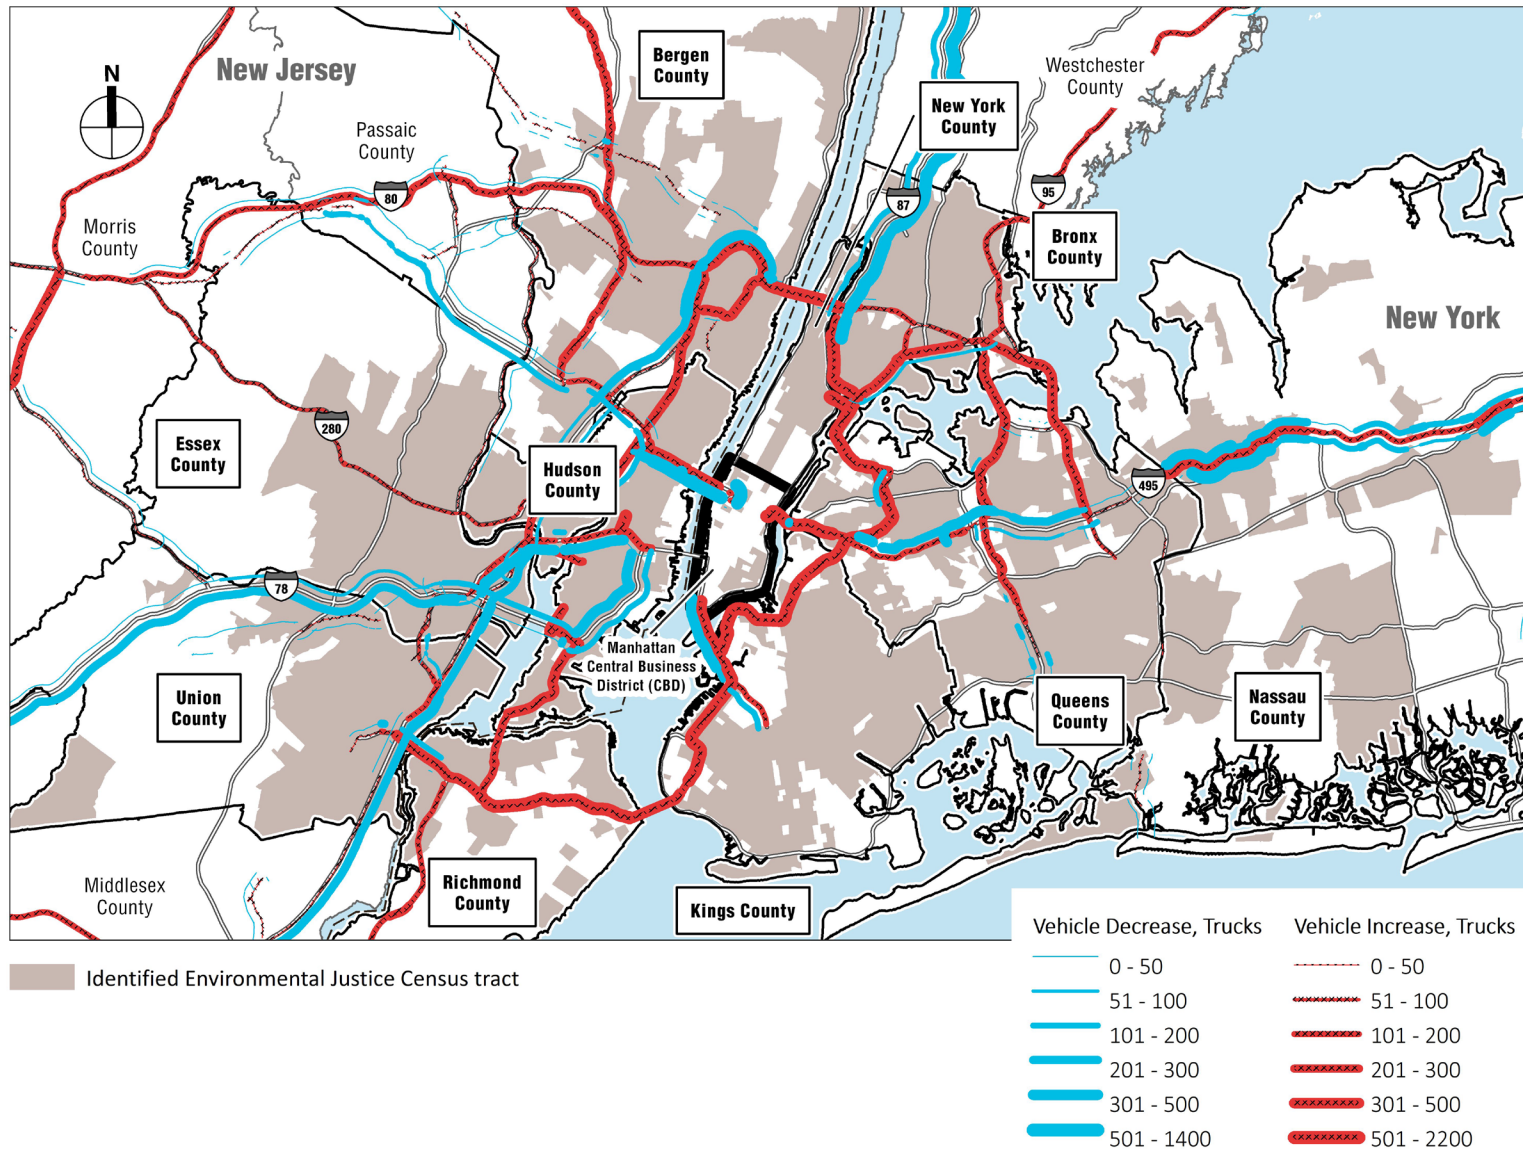 New Jersey
Bergen
County
N
Passaic
County
New York
County
Westchester
County
80
87
95
Morris
County
Bronx
County
New York
280
Essex
County
Hudson
County
495
78
Manhattan
Central Business
District (CBD)
Union
County
Queens
County
Nassau
County
Middlesex
County
Richmond
County
Kings County
Identified Environmental Justice Census tract
Vehicle Decrease, Trucks
0 - 50
51 - 100
101 - 200
201 - 300
301 - 500
501 - 1400
Vehicle Increase, Trucks
0 - 50
51 - 100
101 - 200
201 - 300
301 - 500
501 - 2200